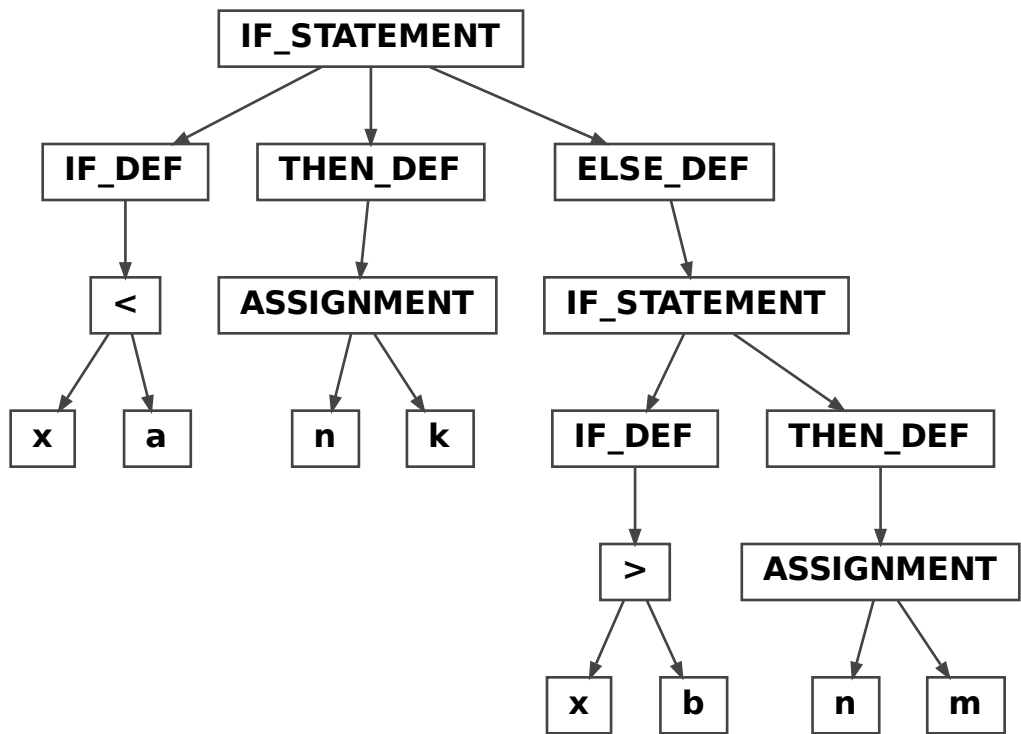 IF_STATEMENT
IF_DEF THEN_DEF ELSE_DEF
< ASSIGNMENT IF_STATEMENT
x a n k IF_DEF THEN_DEF
> ASSIGNMENT
x b n m